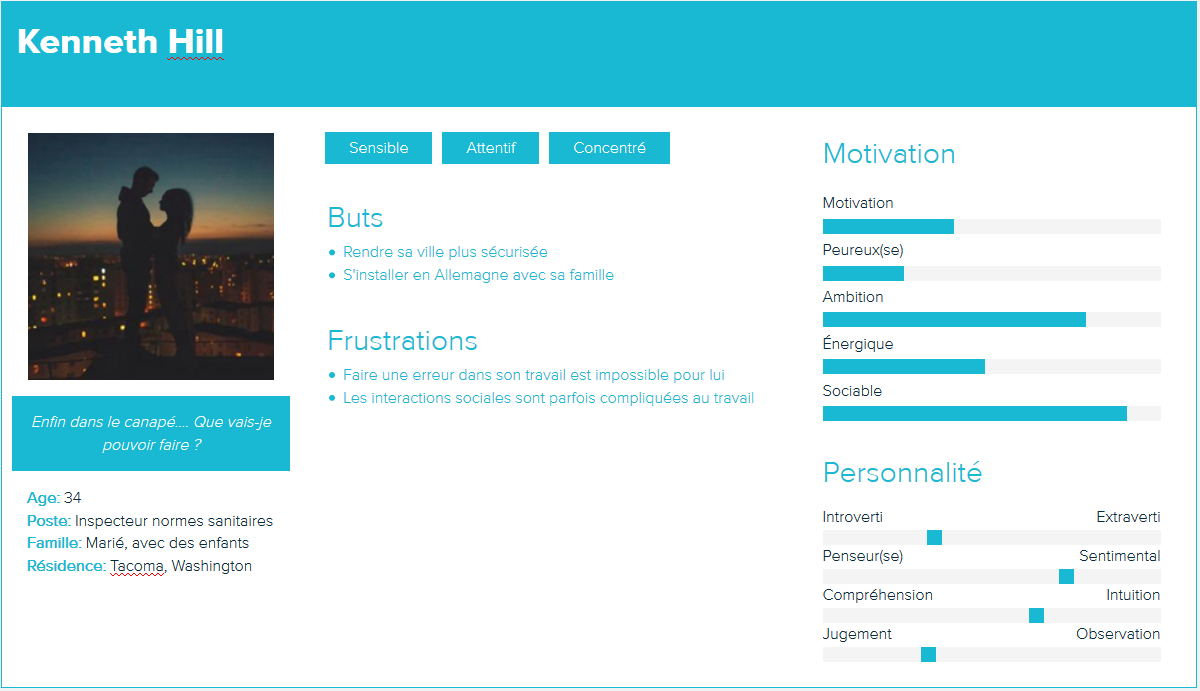 Kenneth Hill
Sensible
Attentif
Concentré
Buts
• Rendre sa ville plus sécurisée
• S'installer en Allemagne avec sa famille
Frustrations
• Faire une erreur dans son travail est impossible pour lui
• Les interactions sociales sont parfois compliquées au travail
Enfin dans le canapé.... Que vais-je
pouvoir faire ?
Age: 34
Poste: Inspecteur normes sanitaires
Famille: Marié, avec des enfants
Résidence: Tacoma, Washington
Motivation
Motivation
Peureux(se)
Ambition
Énergique
Sociable
Personnalité
Introverti Extraverti
Penseur(se) Sentimental
Compréhension Intuition
Jugement Observation